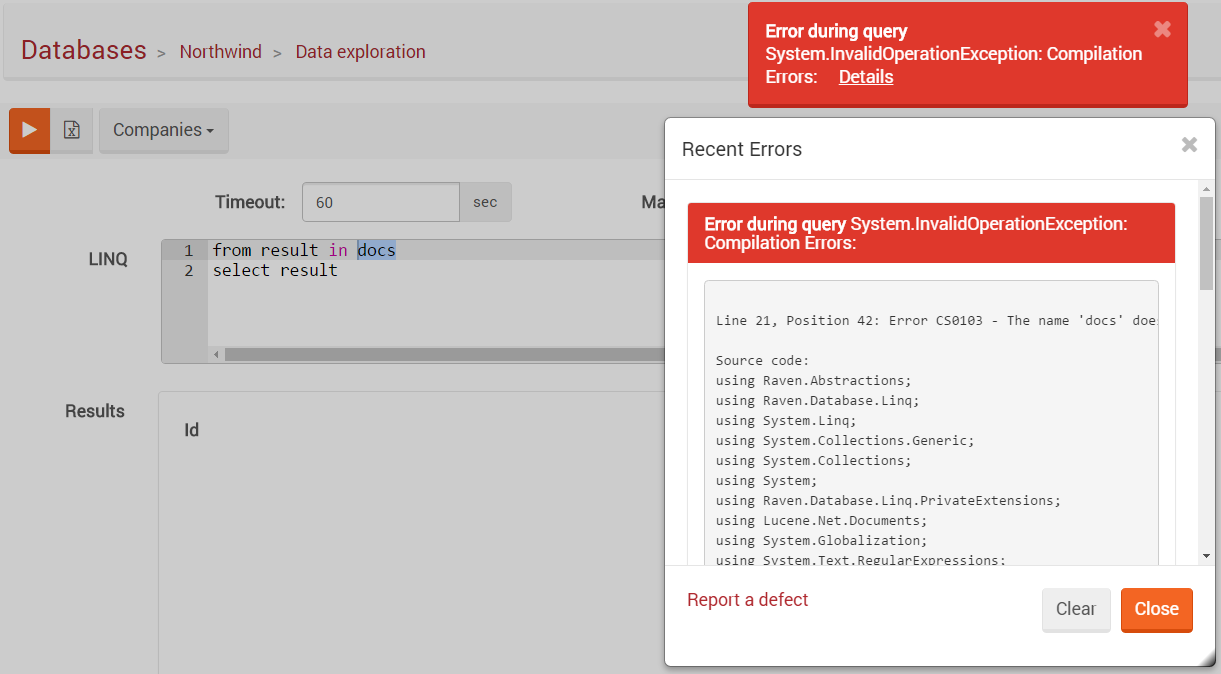 Databases > Northwind > Data exploration
Error during query
System.InvalidOperationException: Compilation
Errors: Details
Companies
Timeout: 60 sec
LINQ
1 from result in docs
2 select result
Results
Id
Recent Errors
Error during query System.InvalidOperationException:
Compilation Errors:
Line 21, Position 42: Error CS0103 - The name 'docs' does
Source code:
using Raven.Abstractions;
using Raven.Database.Linq;
using System.Linq;
using System.Collections.Generic;
using System.Collections;
using System;
using Raven.Database.Linq.PrivateExtensions;
using Lucene.Net.Documents;
using System.Globalization;
using System.Text.RegularExpressions;
Report a defect
Clear
Close